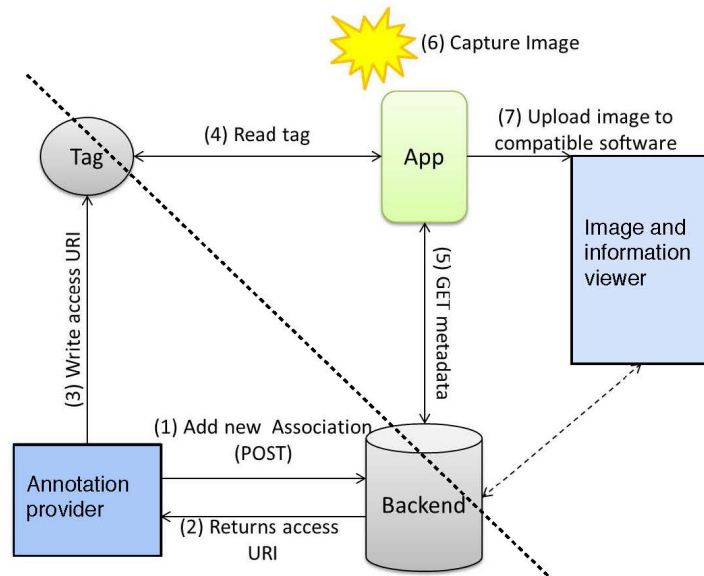 (6) Capture Image
(7) Upload image to
compatible software
(4) Read tag
Tag
App
Image and
information
viewer
(3) Write access URI
(5) GET metadata
(1) Add new Association
(POST)
Annotation
provider
Backend
(2) Returns access
URI